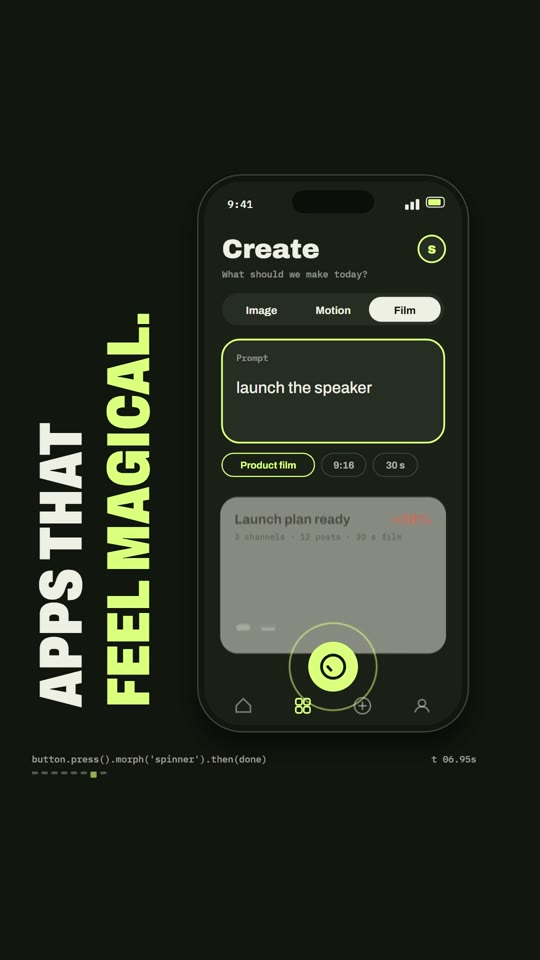 APPS THAT
FEEL MAGICAL.
9:41
Create
S
What should we make today?
Image Motion Film
Prompt
launch the speaker
Product film 9:16 30 s
Launch plan ready
3 channels · 12 posts · 30 s film
button.press().morph('spinner').then(done)
t 06.95s